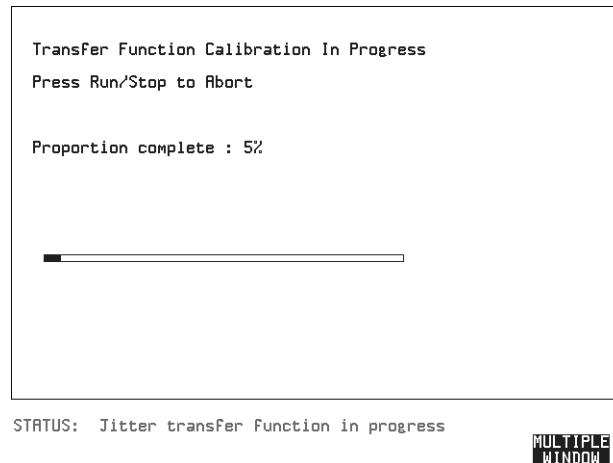 Transfer Function Calibration In Progress
Press Run/Stop to Abort
Proportion complete : 5%
STATUS: Jitter transfer function in progress
MULTIPLE
WINDOW